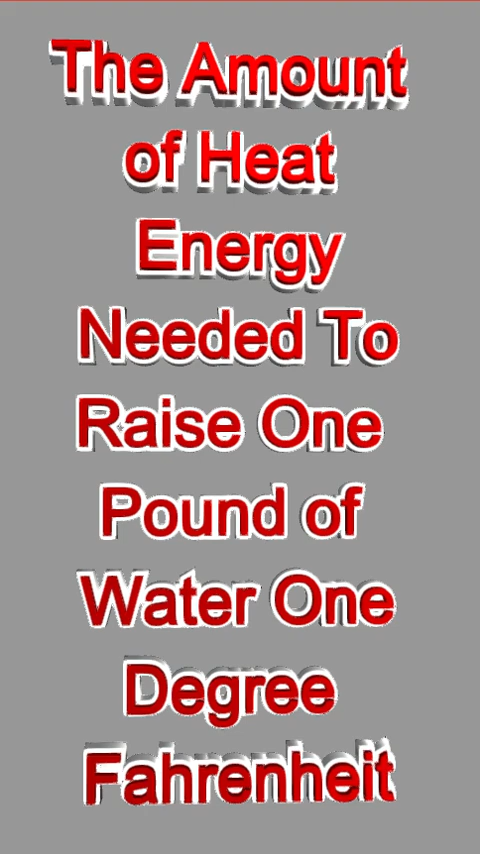 The Amount
of Heat
Energy
Needed To
Raise One
Pound of
Water One
Degree
Fahrenheit